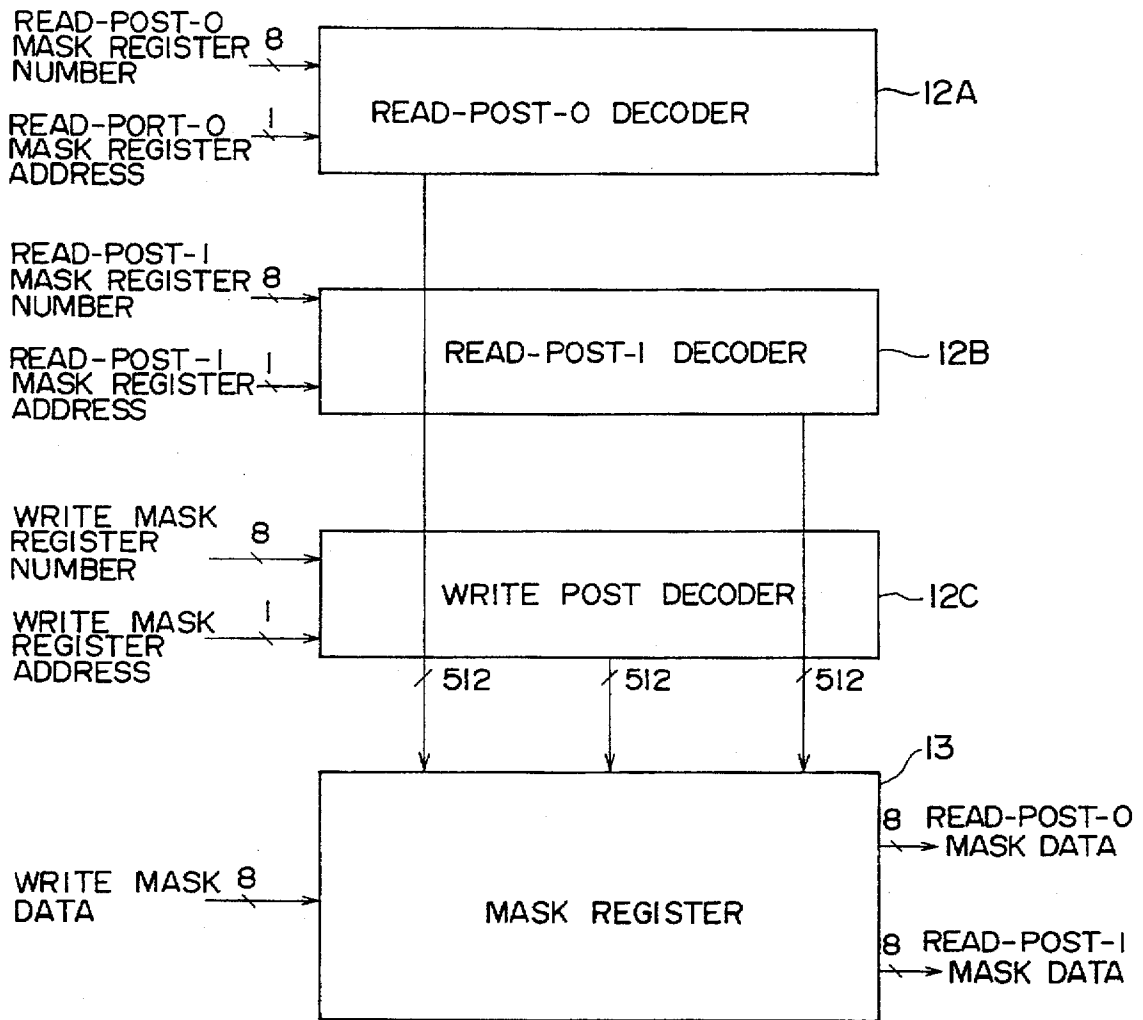 READ-POST-0
MASK REGISTER 8
NUMBER
READ-PORT-0 1
MASK REGISTER
ADDRESS
READ-POST-0 DECODER
12A
READ-POST-1
MASK REGISTER 8
NUMBER
READ-POST-1 1
MASK REGISTER
ADDRESS
READ-POST-1 DECODER
12B
WRITE MASK
REGISTER 8
NUMBER
WRITE MASK 1
REGISTER
ADDRESS
WRITE POST DECODER
12C
512 512 512
13
WRITE MASK 8
DATA
MASK REGISTER
8 READ-POST-0
MASK DATA
8 READ-POST-1
MASK DATA